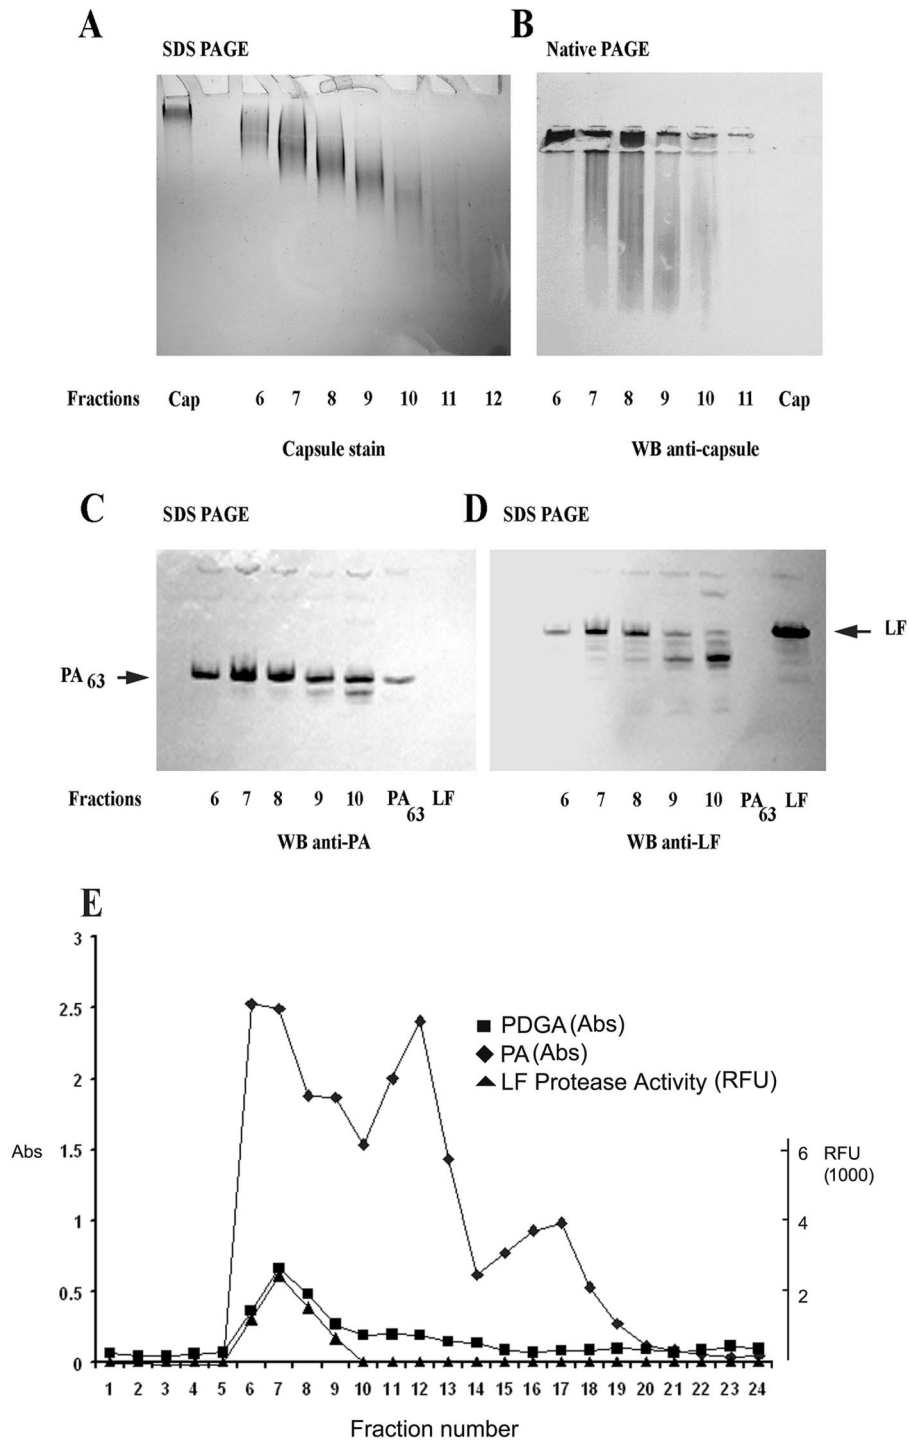 A
B
SDS PAGE
Native PAGE
Fractions Cap 6 7 8 9 10 11 12
6 7 8 9 10 11 Cap
Capsule stain
WB anti-capsule
C
D
SDS PAGE
SDS PAGE
PA 63
LF
Fractions 6 7 8 9 10 PA 63 LF
6 7 8 9 10 PA 63 LF
WB anti-PA
WB anti-LF
E
3
2.5
2
1.5
1
0.5
0
Abs
PDGA (Abs)
PA (Abs)
LF Protease Activity (RFU)
6
4
2
RFU
(1000)
1 2 3 4 5 6 7 8 9 10 11 12 13 14 15 16 17 18 19 20 21 22 23 24
Fraction number